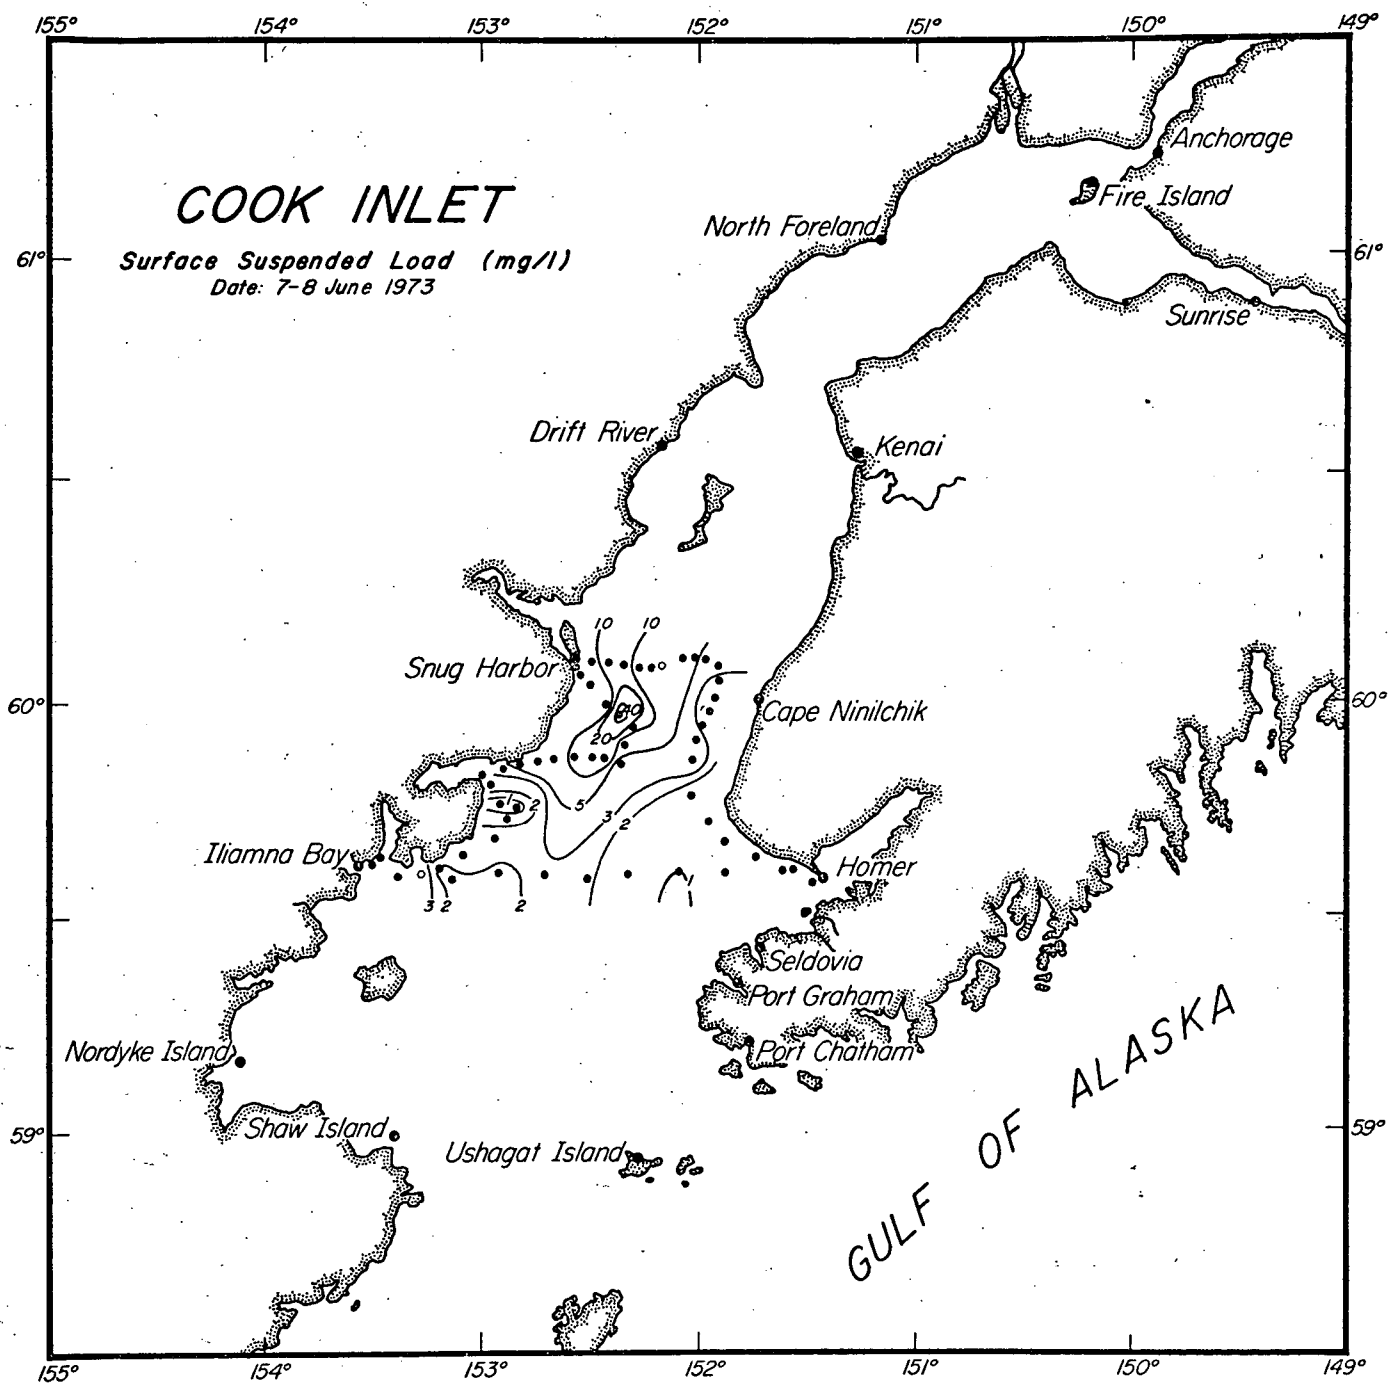 155° 154° 153° 152° 151° 150° 149°
Anchorage
COOK INLET
Fire Island
North Foreland
Surface Suspended Load (mg/l)
61° 61°
Date: 7-8 June 1973
Sunrise
Drift River
Kenai
10 10
Snug Harbor
60° 60°
Cape Ninilchik
40
20
1 2 5 3 2
Iliamna Bay
Homer
1
3 2 2
Seldovia
Port Graham
Nordyke Island
Port Chatham
GULF OF ALASKA
Shaw Island
59° 59°
Ushagat Island
155° 154° 153° 152° 151° 150° 149°